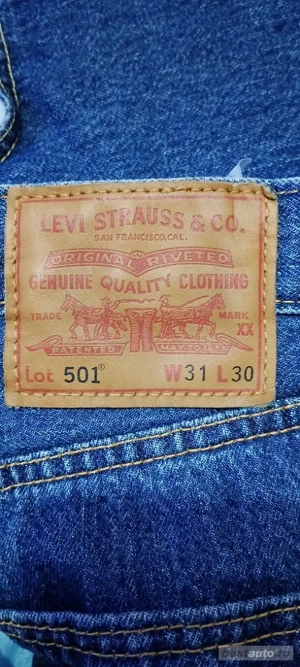 LEVI STRAUSS & CO.
SAN FRANCISCO, CAL.
ORIGINAL RIVETED
GENUINE QUALITY CLOTHING
TRADE MARK
XX
PATENTED MAY 20 1873
Lot 501® W31 L30